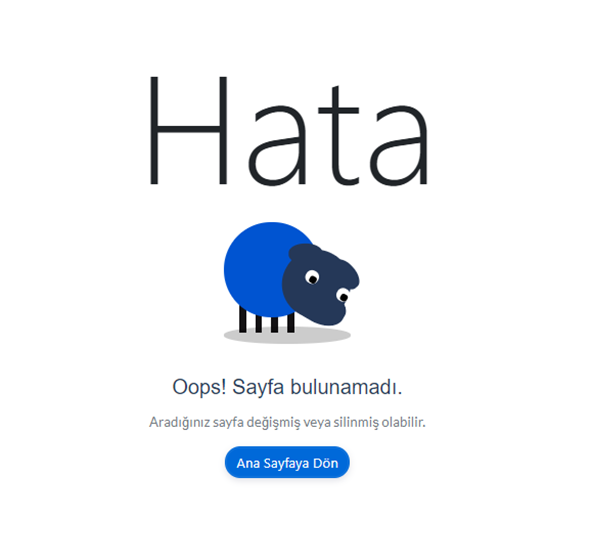 Hata
Oops! Sayfa bulunamadı.
Aradığınız sayfa değişmiş veya silinmiş olabilir.
Ana Sayfaya Dön